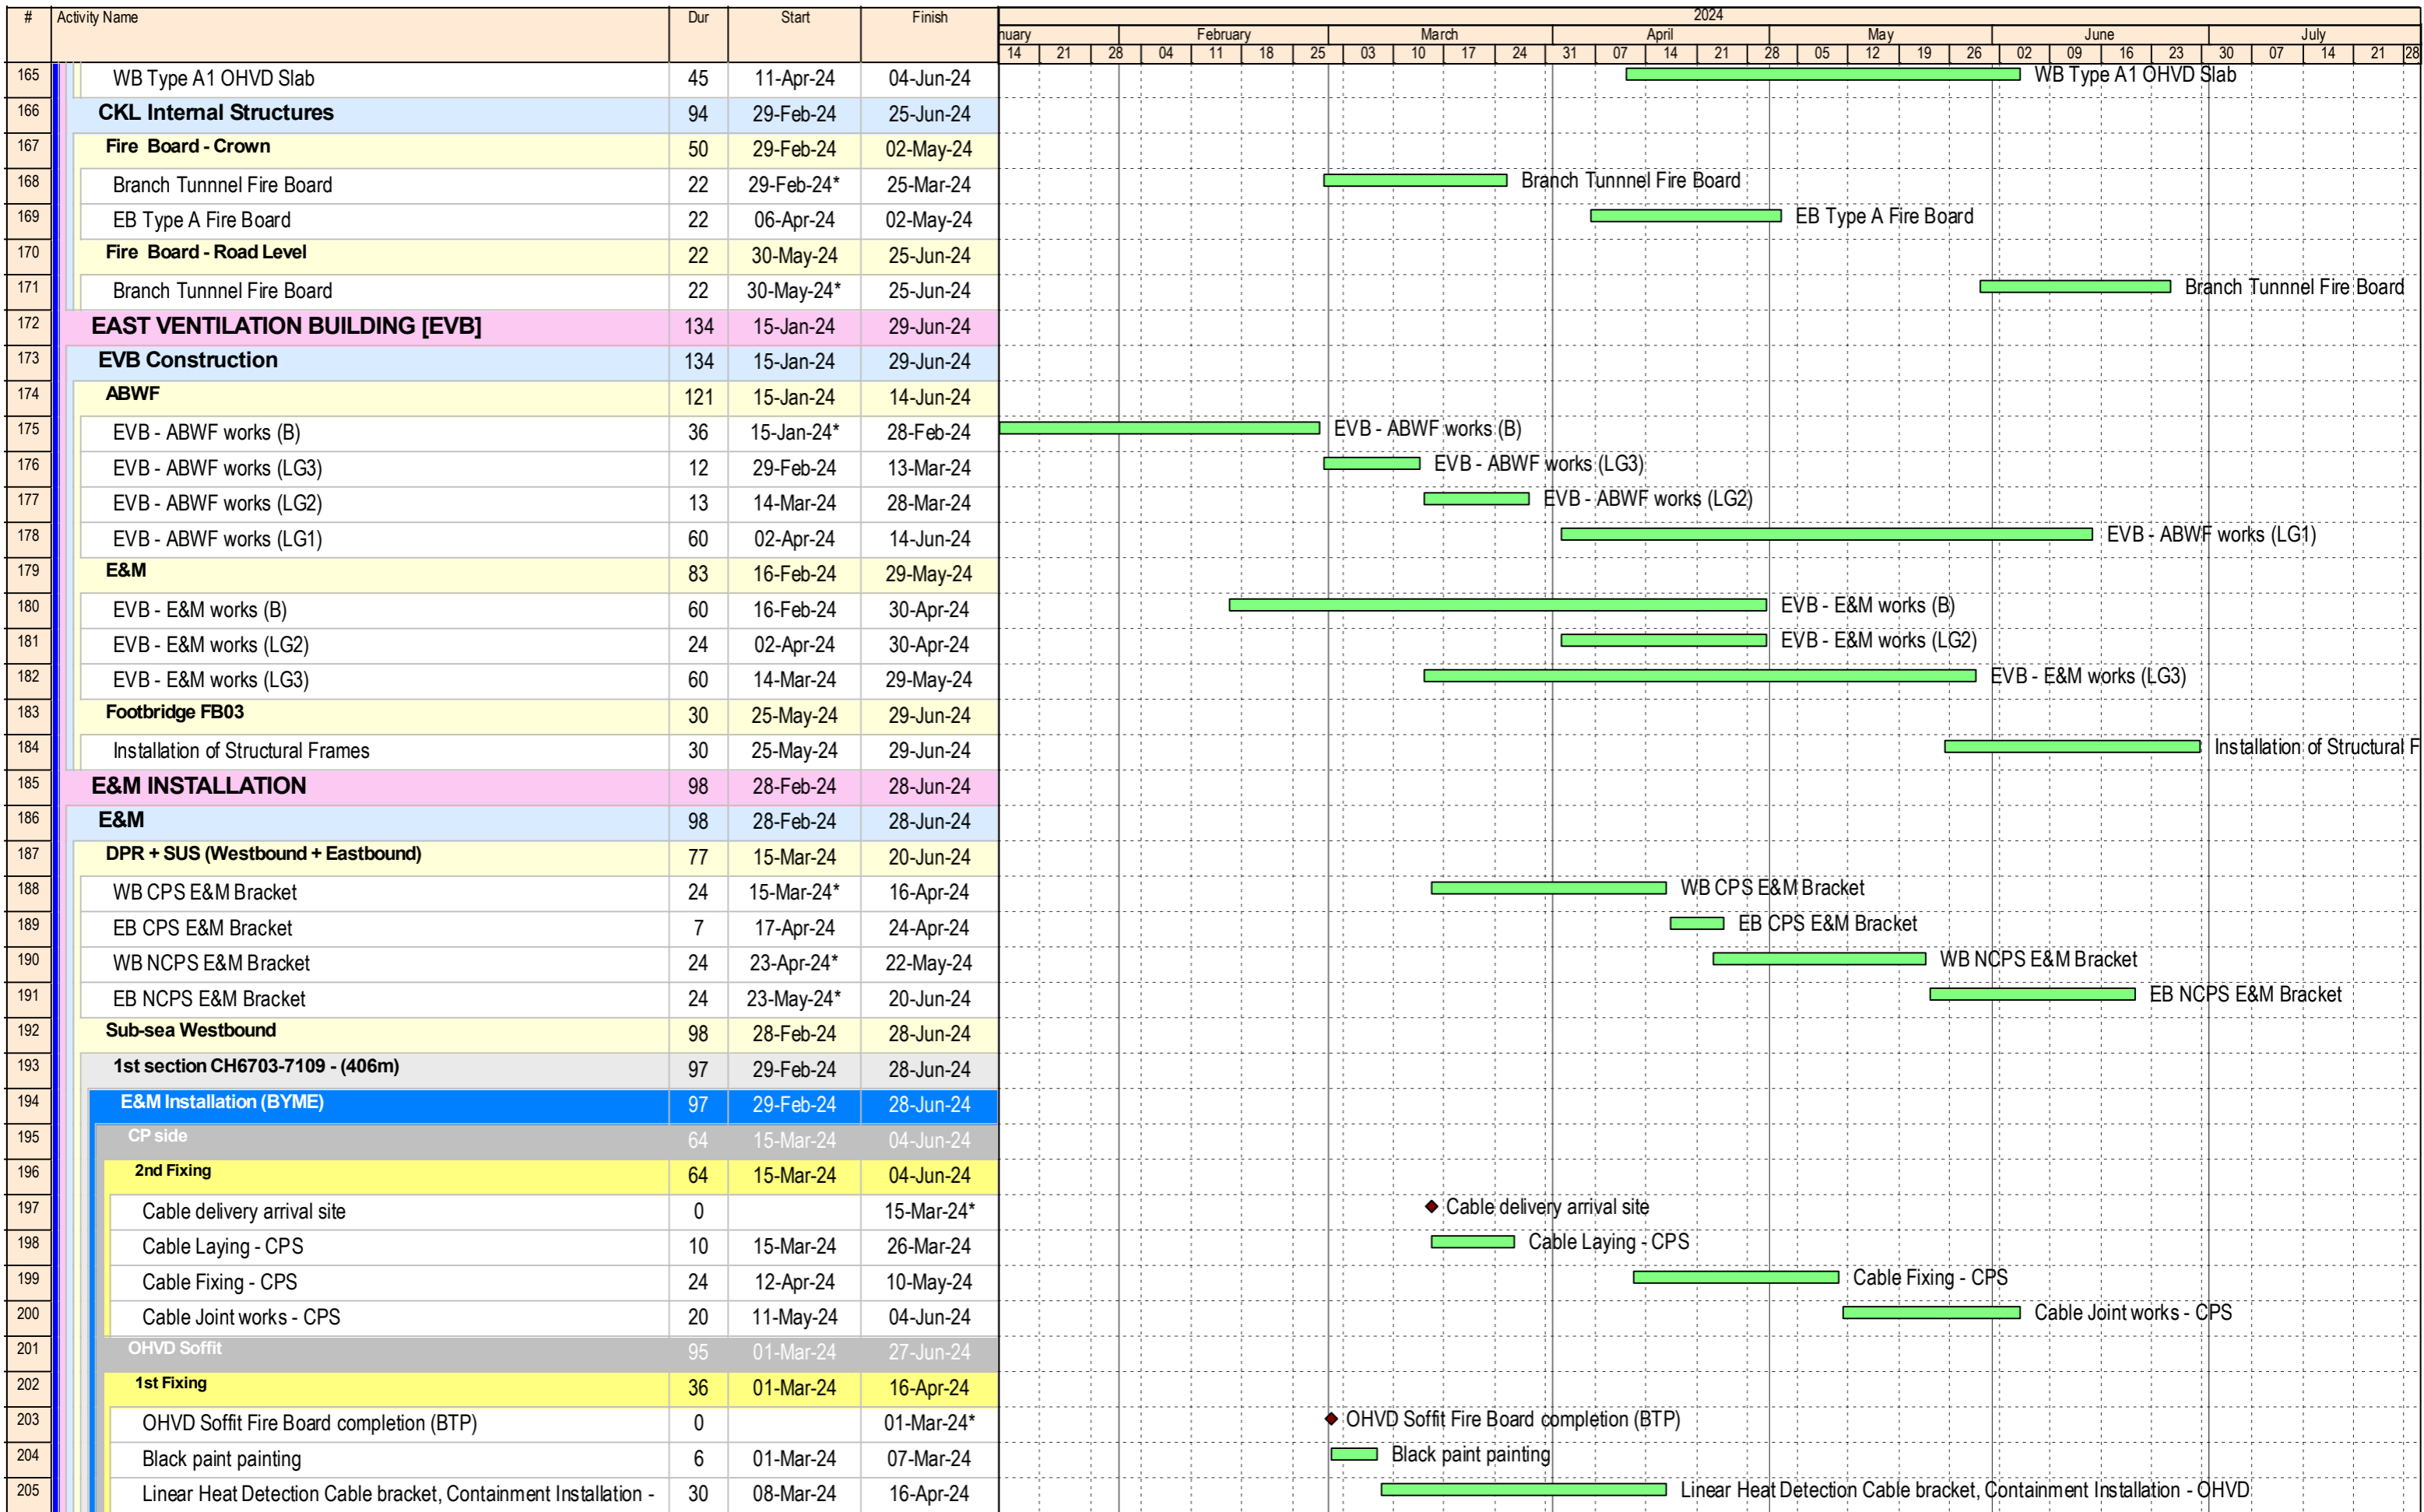 # Activity Name Dur Start Finish 2024
nuary February March April May June July
14 21 28 04 11 18 25 03 10 17 24 31 07 14 21 28 05 12 19 26 02 09 16 23 30 07 14 21 28
165 WB Type A1 OHVD Slab 45 11-Apr-24 04-Jun-24 WB Type A1 OHVD Slab
166 CKL Internal Structures 94 29-Feb-24 25-Jun-24
167 Fire Board - Crown 50 29-Feb-24 02-May-24
168 Branch Tunnnel Fire Board 22 29-Feb-24* 25-Mar-24 Branch Tunnnel Fire Board
169 EB Type A Fire Board 22 06-Apr-24 02-May-24 EB Type A Fire Board
170 Fire Board - Road Level 22 30-May-24 25-Jun-24
171 Branch Tunnnel Fire Board 22 30-May-24* 25-Jun-24 Branch Tunnnel Fire Board
172 EAST VENTILATION BUILDING [EVB] 134 15-Jan-24 29-Jun-24
173 EVB Construction 134 15-Jan-24 29-Jun-24
174 ABWF 121 15-Jan-24 14-Jun-24
175 EVB - ABWF works (B) 36 15-Jan-24* 28-Feb-24 EVB - ABWF works (B)
176 EVB - ABWF works (LG3) 12 29-Feb-24 13-Mar-24 EVB - ABWF works (LG3)
177 EVB - ABWF works (LG2) 13 14-Mar-24 28-Mar-24 EVB - ABWF works (LG2)
178 EVB - ABWF works (LG1) 60 02-Apr-24 14-Jun-24 EVB - ABWF works (LG1)
179 E&M 83 16-Feb-24 29-May-24
180 EVB - E&M works (B) 60 16-Feb-24 30-Apr-24 EVB - E&M works (B)
181 EVB - E&M works (LG2) 24 02-Apr-24 30-Apr-24 EVB - E&M works (LG2)
182 EVB - E&M works (LG3) 60 14-Mar-24 29-May-24 EVB - E&M works (LG3)
183 Footbridge FB03 30 25-May-24 29-Jun-24
184 Installation of Structural Frames 30 25-May-24 29-Jun-24 Installation of Structural F
185 E&M INSTALLATION 98 28-Feb-24 28-Jun-24
186 E&M 98 28-Feb-24 28-Jun-24
187 DPR + SUS (Westbound + Eastbound) 77 15-Mar-24 20-Jun-24
188 WB CPS E&M Bracket 24 15-Mar-24* 16-Apr-24 WB CPS E&M Bracket
189 EB CPS E&M Bracket 7 17-Apr-24 24-Apr-24 EB CPS E&M Bracket
190 WB NCPS E&M Bracket 24 23-Apr-24* 22-May-24 WB NCPS E&M Bracket
191 EB NCPS E&M Bracket 24 23-May-24* 20-Jun-24 EB NCPS E&M Bracket
192 Sub-sea Westbound 98 28-Feb-24 28-Jun-24
193 1st section CH6703-7109 - (406m) 97 29-Feb-24 28-Jun-24
194 E&M Installation (BYME) 97 29-Feb-24 28-Jun-24
195 CP side 64 15-Mar-24 04-Jun-24
196 2nd Fixing 64 15-Mar-24 04-Jun-24
197 Cable delivery arrival site 0 15-Mar-24* Cable delivery arrival site
198 Cable Laying - CPS 10 15-Mar-24 26-Mar-24 Cable Laying - CPS
199 Cable Fixing - CPS 24 12-Apr-24 10-May-24 Cable Fixing - CPS
200 Cable Joint works - CPS 20 11-May-24 04-Jun-24 Cable Joint works - CPS
201 OHVD Soffit 95 01-Mar-24 27-Jun-24
202 1st Fixing 36 01-Mar-24 16-Apr-24
203 OHVD Soffit Fire Board completion (BTP) 0 01-Mar-24* OHVD Soffit Fire Board completion (BTP)
204 Black paint painting 6 01-Mar-24 07-Mar-24 Black paint painting
205 Linear Heat Detection Cable bracket, Containment Installation - 30 08-Mar-24 16-Apr-24 Linear Heat Detection Cable bracket, Containment Installation - OHVD